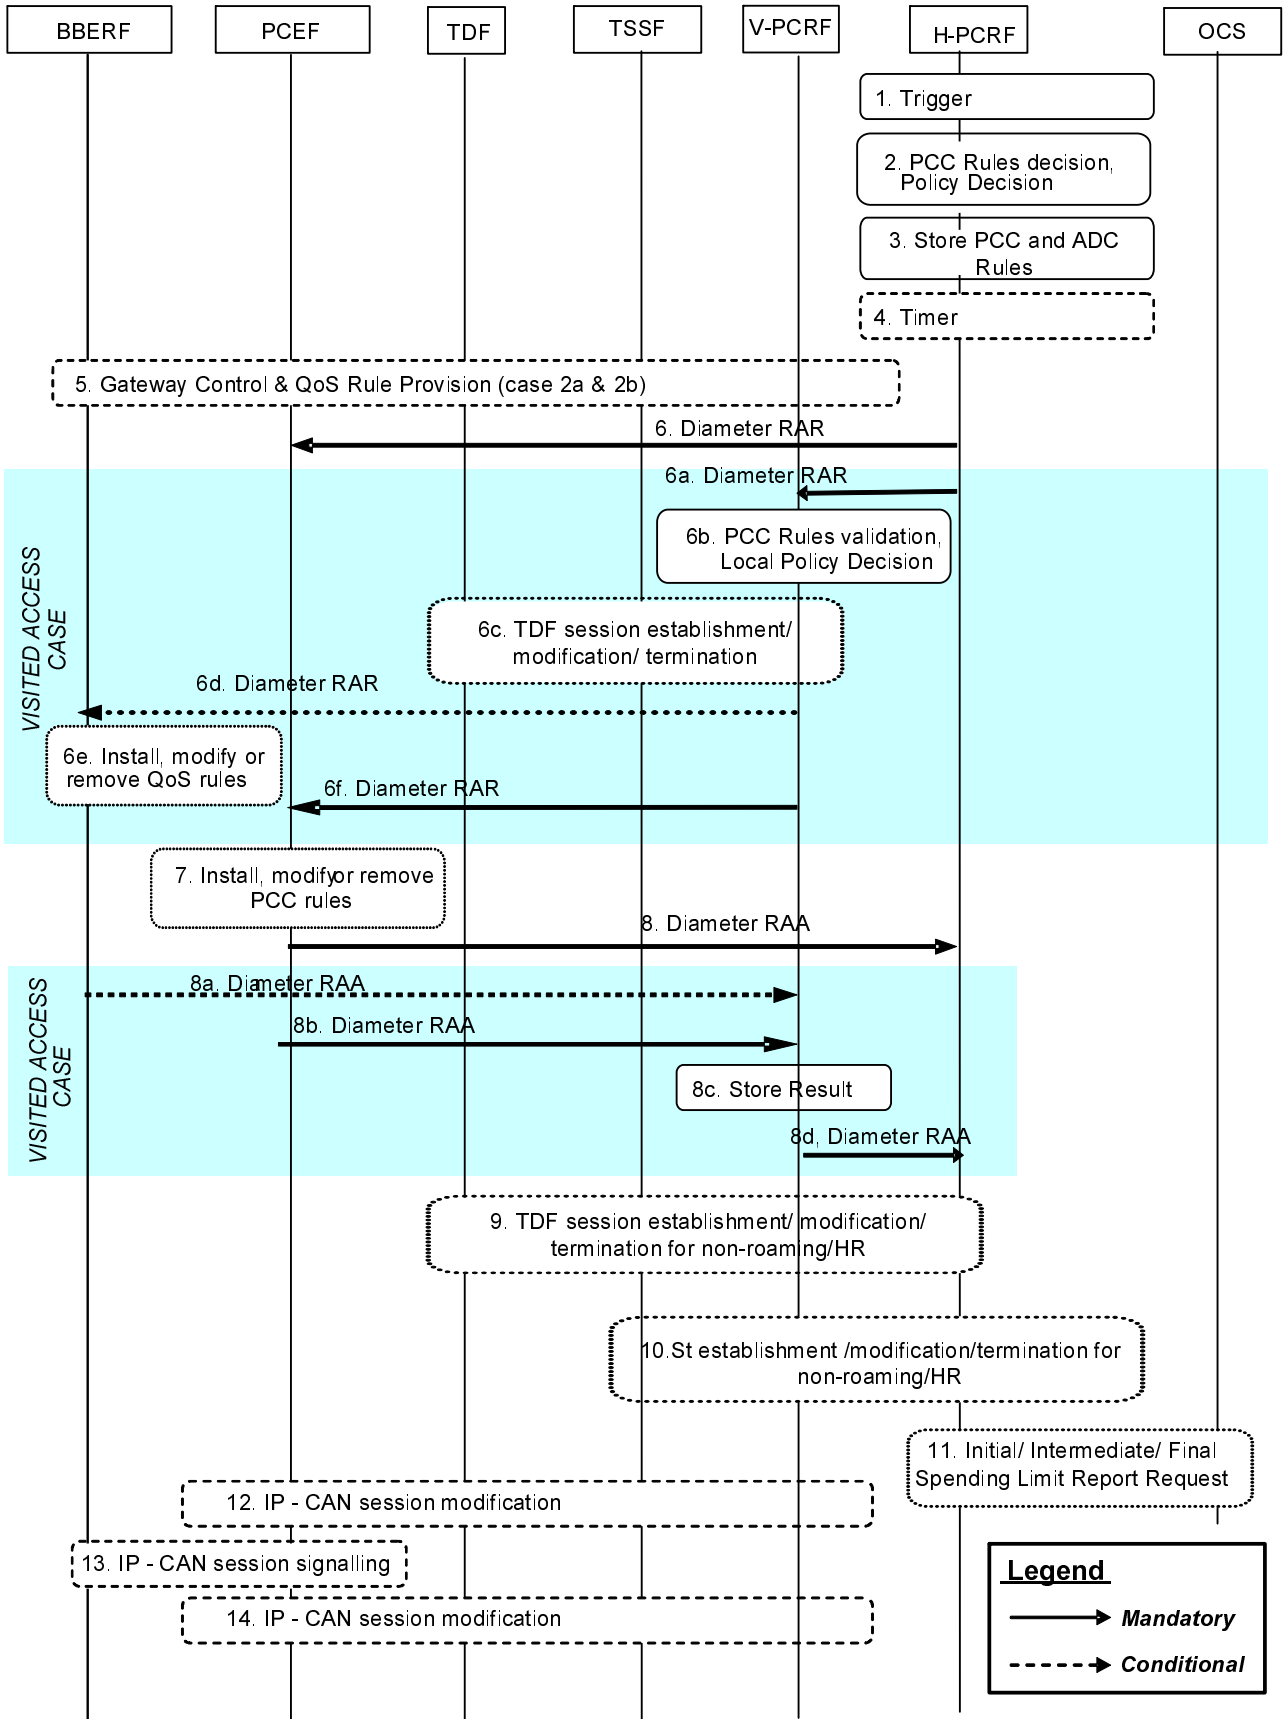 BBERF
PCEF
TDF
TSSF
V-PCRF
H-PCRF
OCS
1. Trigger
2. PCC Rules decision,
Policy Decision
3. Store PCC and ADC
Rules
4. Timer
5. Gateway Control & QoS Rule Provision (case 2a & 2b)
6. Diameter RAR
VISITED ACCESS
CASE
6a. Diameter RAR
6b. PCC Rules validation,
Local Policy Decision
6c. TDF session establishment/
modification/ termination
6d. Diameter RAR
6e. Install, modify or
remove QoS rules
6f. Diameter RAR
7. Install, modify or remove
PCC rules
8. Diameter RAA
VISITED ACCESS
CASE
8a. Diameter RAA
8b. Diameter RAA
8c. Store Result
8d, Diameter RAA
9. TDF session establishment/ modification/
termination for non-roaming/HR
10.St establishment /modification/termination for
non-roaming/HR
11. Initial/ Intermediate/ Final
Spending Limit Report Request
12. IP - CAN session modification
13. IP - CAN session signalling
14. IP - CAN session modification
Legend
Mandatory
Conditional